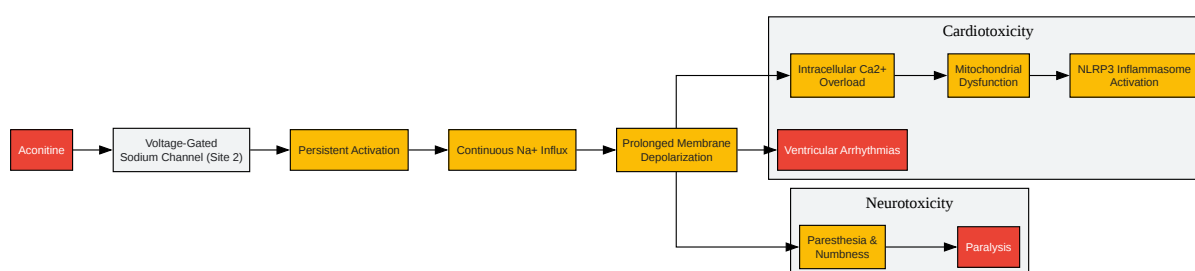 Aconitine
Voltage-Gated
Sodium Channel (Site 2)
Persistent Activation
Continuous Na+ Influx
Prolonged Membrane
Depolarization
Cardiotoxicity
Intracellular Ca2+
Overload
Mitochondrial
Dysfunction
NLRP3 Inflammasome
Activation
Ventricular Arrhythmias
Neurotoxicity
Paresthesia &
Numbness
Paralysis